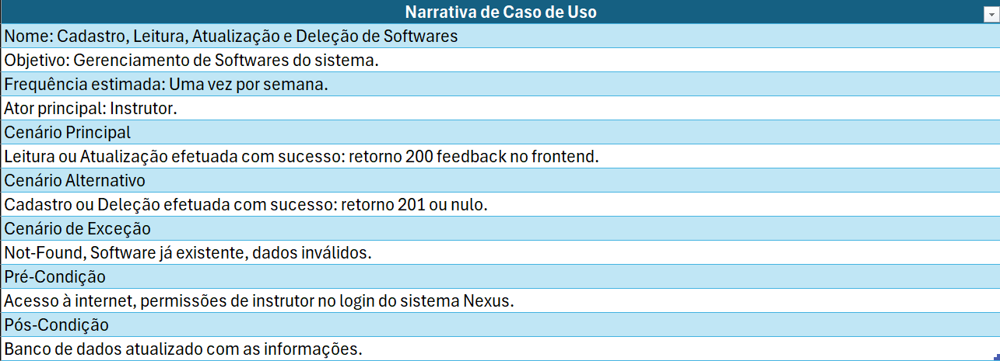 Narrativa de Caso de Uso
Nome: Cadastro, Leitura, Atualização e Deleção de Softwares
Objetivo: Gerenciamento de Softwares do sistema.
Frequência estimada: Uma vez por semana.
Ator principal: Instrutor.
Cenário Principal
Leitura ou Atualização efetuada com sucesso: retorno 200 feedback no frontend.
Cenário Alternativo
Cadastro ou Deleção efetuada com sucesso: retorno 201 ou nulo.
Cenário de Exceção
Not-Found, Software já existente, dados inválidos.
Pré-Condição
Acesso à internet, permissões de instrutor no login do sistema Nexus.
Pós-Condição
Banco de dados atualizado com as informações.